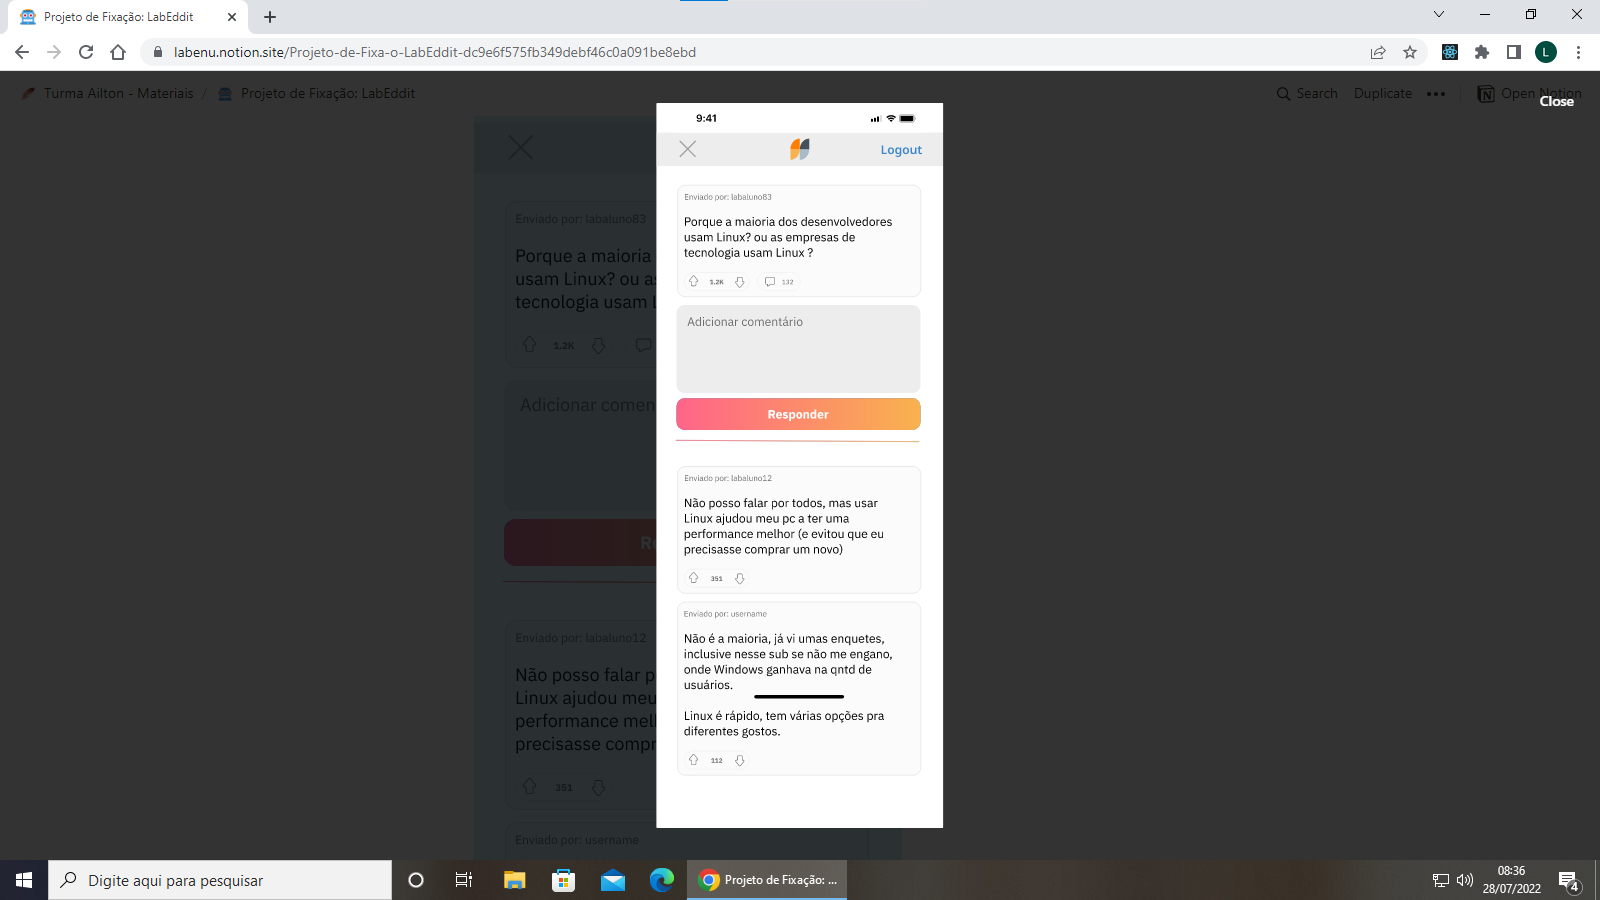 Projeto de Fixação: LabEddit
labenu.notion.site/Projeto-de-Fixa-o-LabEddit-dc9e6f575fb349debf46c0a091be8ebd
L
Turma Ailton - Materiais / Projeto de Fixação: LabEddit
Search
Duplicate
Open Notion
Close
9:41
Logout
Enviado por: labaluno83
Porque a maioria dos desenvolvedores
usam Linux? ou as empresas de
tecnologia usam Linux ?
1.2K
132
Adicionar comentário
Responder
Enviado por: labaluno12
Não posso falar por todos, mas usar
Linux ajudou meu pc a ter uma
performance melhor (e evitou que eu
precisasse comprar um novo)
351
Enviado por: username
Não é a maioria, já vi umas enquetes,
inclusive nesse sub se não me engano,
onde Windows ganhava na qntd de
usuários.
Linux é rápido, tem várias opções pra
diferentes gostos.
112
Enviado por: labaluno83
Porque a maioria
usam Linux? ou as
tecnologia usam L
1.2K
Adicionar comen
Re
Enviado por: labaluno12
Não posso falar p
Linux ajudou meu
performance mel
precisasse compr
351
Enviado por: username
Digite aqui para pesquisar
Projeto de Fixação: ...
08:36
28/07/2022
4